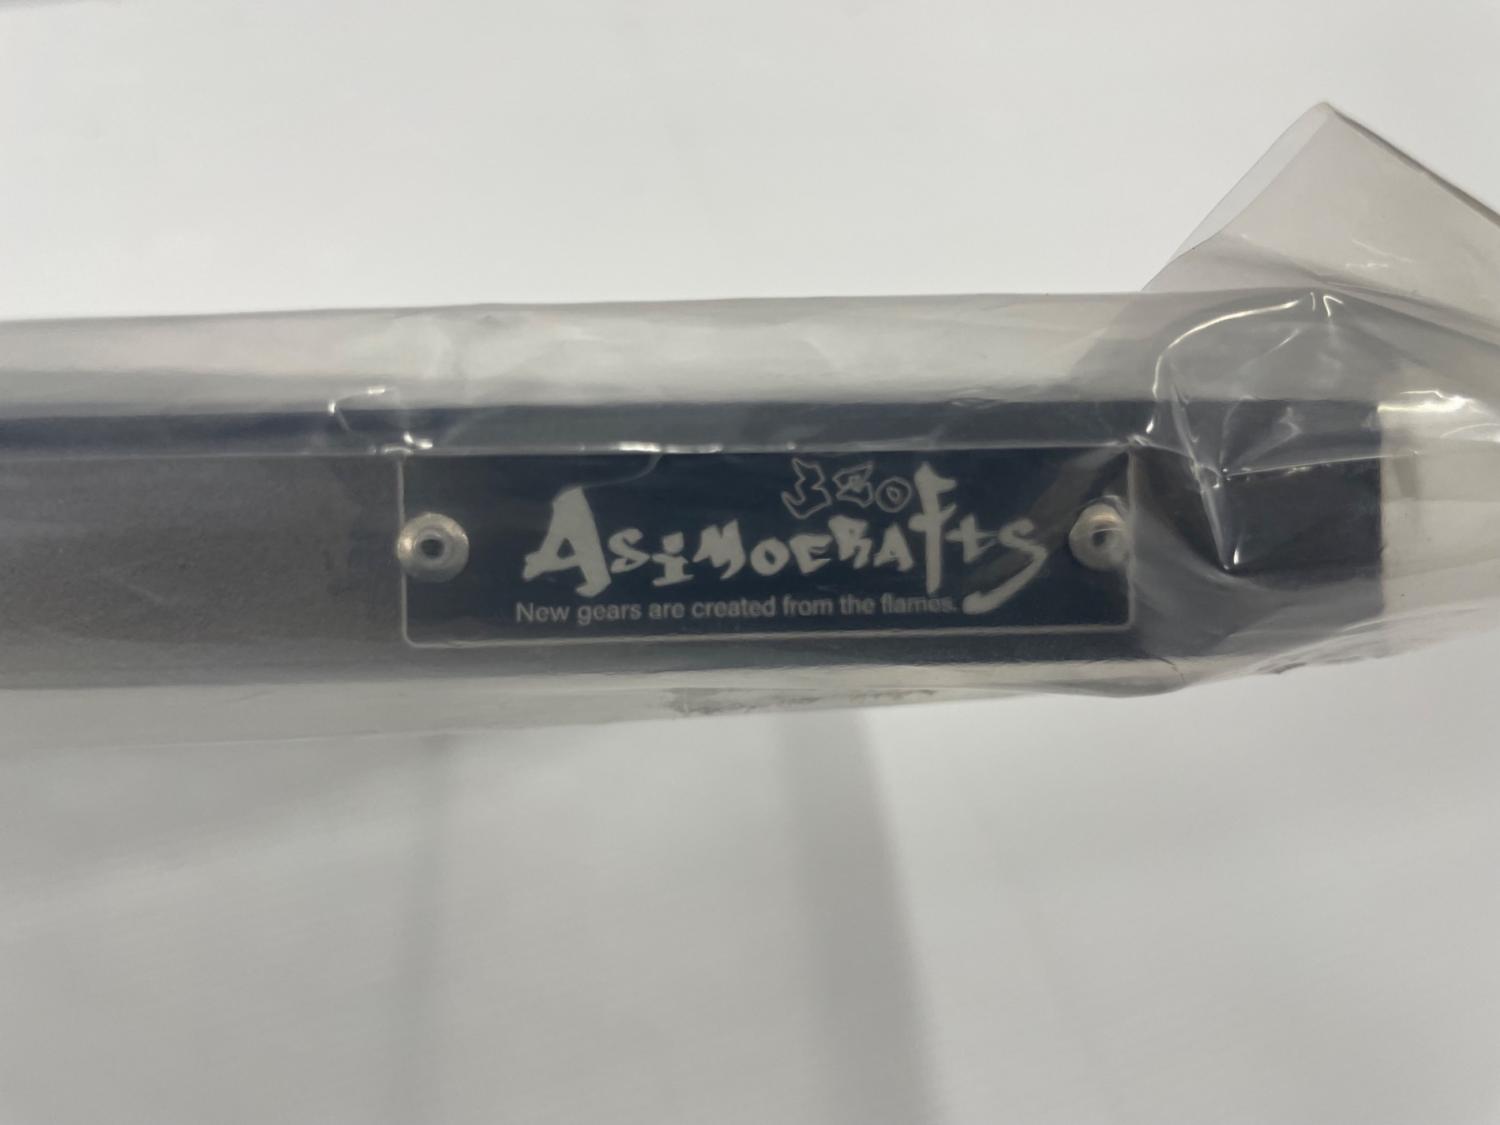 Asimocrafts
New gears are created from the flames.